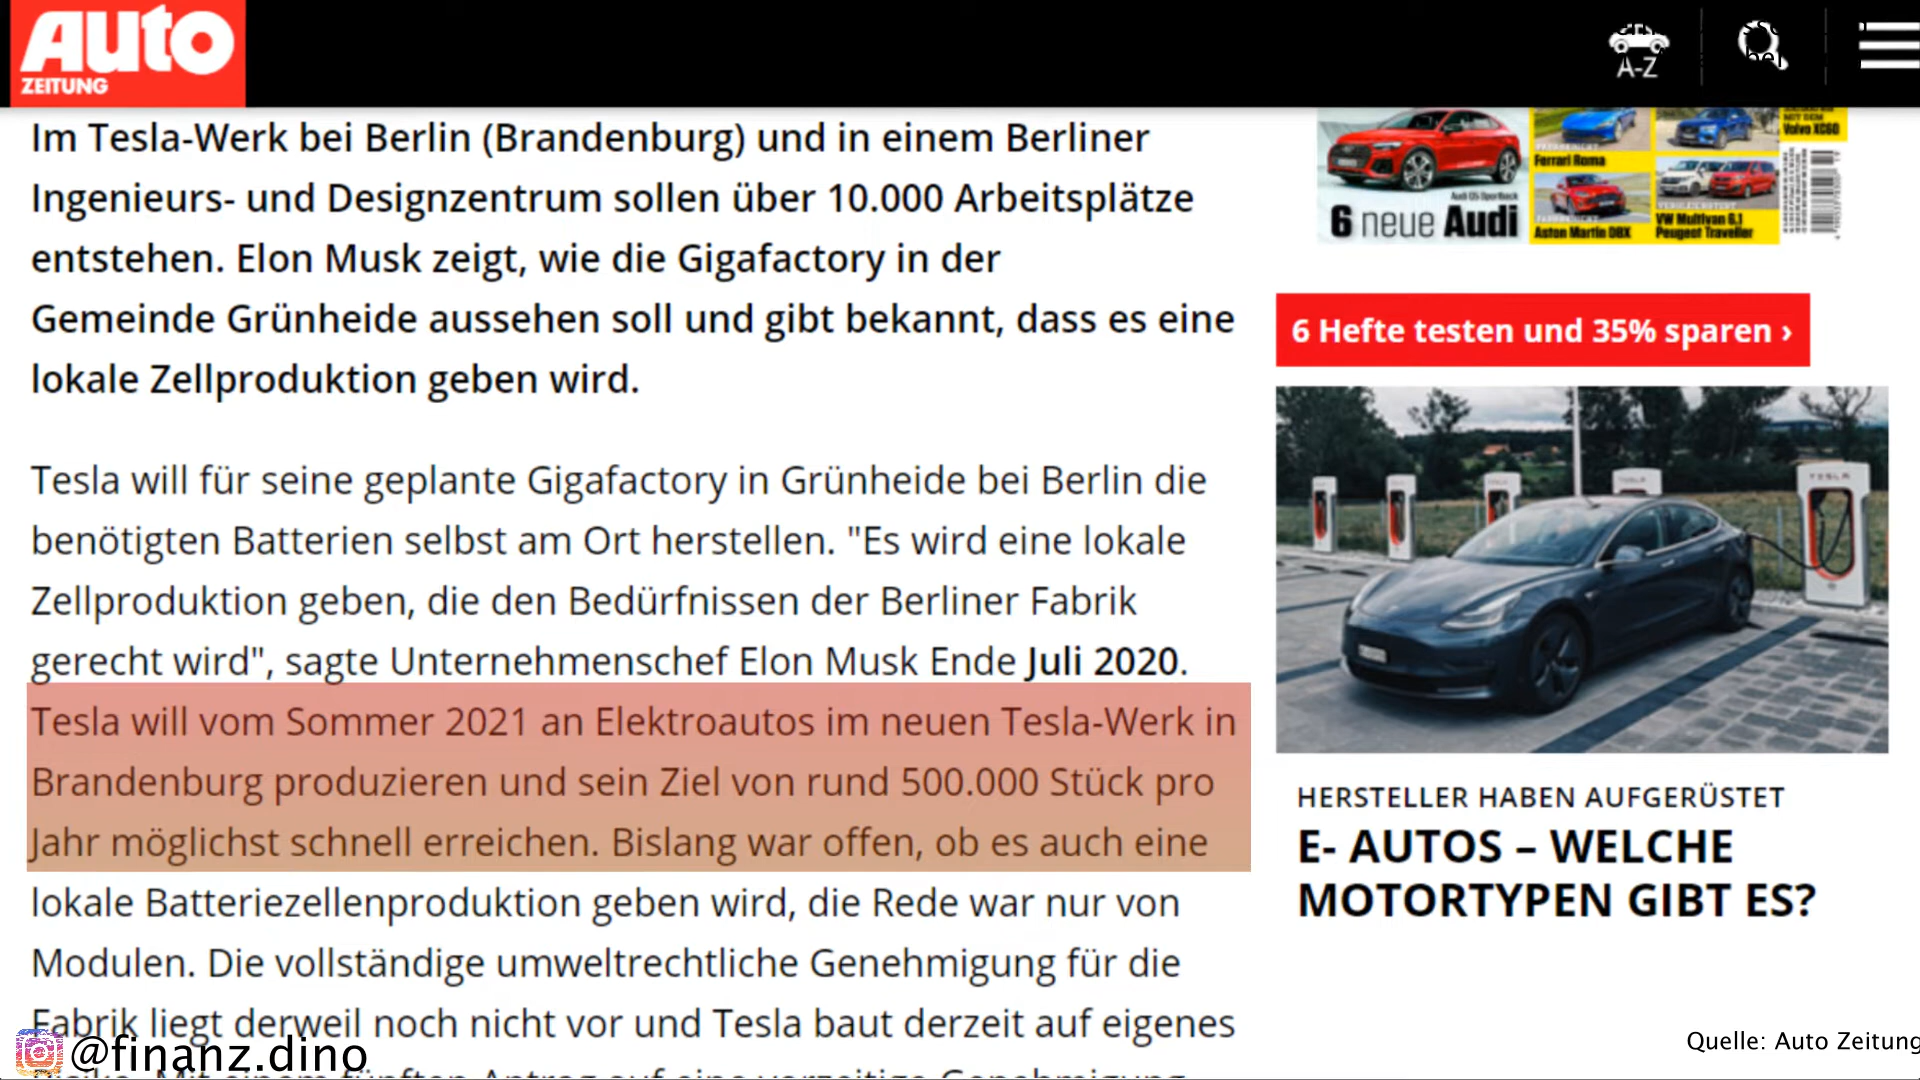 Auto
ZEITUNG
A-Z
Im Tesla-Werk bei Berlin (Brandenburg) und in einem Berliner
Ingenieurs- und Designzentrum sollen über 10.000 Arbeitsplätze
entstehen. Elon Musk zeigt, wie die Gigafactory in der
Gemeinde Grünheide aussehen soll und gibt bekannt, dass es eine
lokale Zellproduktion geben wird.
Tesla will für seine geplante Gigafactory in Grünheide bei Berlin die
benötigten Batterien selbst am Ort herstellen. "Es wird eine lokale
Zellproduktion geben, die den Bedürfnissen der Berliner Fabrik
gerecht wird", sagte Unternehmenschef Elon Musk Ende Juli 2020.
Tesla will vom Sommer 2021 an Elektroautos im neuen Tesla-Werk in
Brandenburg produzieren und sein Ziel von rund 500.000 Stück pro
Jahr möglichst schnell erreichen. Bislang war offen, ob es auch eine
lokale Batteriezellenproduktion geben wird, die Rede war nur von
Modulen. Die vollständige umweltrechtliche Genehmigung für die
Fabrik liegt derweil noch nicht vor und Tesla baut derzeit auf eigenes
Volvo XC60
Ferrari Roma
Audi Q5 Sportback
6 neue Audi
Aston Martin DBX
VW Multivan 6.1
Peugeot Traveller
6 Hefte testen und 35% sparen ›
TESLA
HERSTELLER HABEN AUFGERÜSTET
E- AUTOS – WELCHE
MOTORTYPEN GIBT ES?
@finanz.dino
Quelle: Auto Zeitung